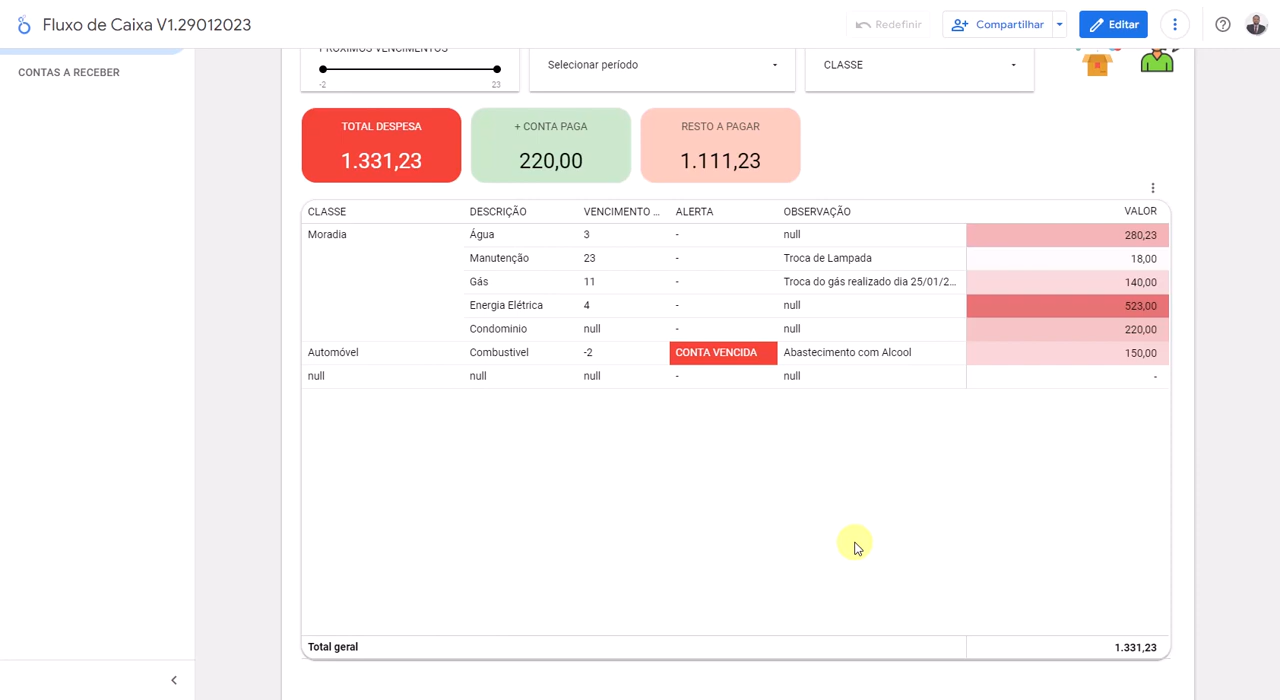 Fluxo de Caixa V1.29012023
Redefinir
Compartilhar
Editar
CONTAS A RECEBER
PRÓXIMOS VENCIMENTOS
-2 23
Selecionar período
CLASSE
TOTAL DESPESA
1.331,23
+ CONTA PAGA
220,00
RESTO A PAGAR
1.111,23
CLASSE DESCRIÇÃO VENCIMENTO ... ALERTA OBSERVAÇÃO VALOR
Moradia Água 3 - null 280,23
Manutenção 23 - Troca de Lampada 18,00
Gás 11 - Troca do gás realizado dia 25/01/2... 140,00
Energia Elétrica 4 - null 523,00
Condominio null - null 220,00
Automóvel Combustivel -2 CONTA VENCIDA Abastecimento com Alcool 150,00
null null null - null -
Total geral 1.331,23